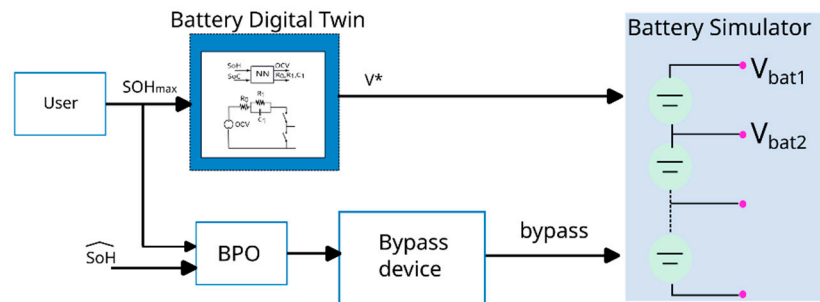 Battery Digital Twin
Battery Simulator
SoH
SoC
NN
OCV
R0,R1,C1
R0
R1
C1
OCV
User
SOHmax
V*
Vbat1
Vbat2
SoH
BPO
Bypass
device
bypass